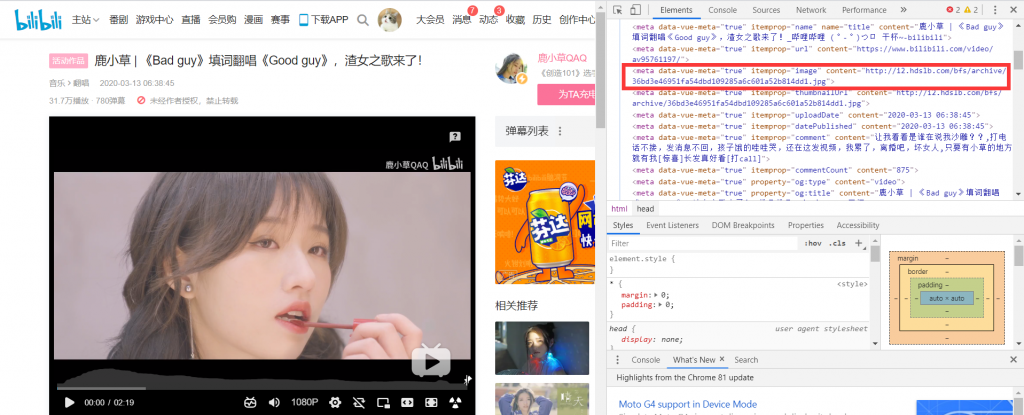 bilibili 主站 番剧 游戏中心 直播 会员购 漫画 赛事 下载APP 大会员 消息 7 动态 3 收藏 历史 创作中心
活动作品 鹿小草 | 《Bad guy》填词翻唱《Good guy》，渣女之歌来了!
音乐 > 翻唱 2020-03-13 06:38:45
31.7万播放 · 780弹幕 未经作者授权，禁止转载
鹿小草QAQ
《创造101》选手
为TA充电
弹幕列表
鹿小草QAQ bilibili
芬达
芬达
相关推荐
00:00 / 02:19 1080P
Elements Console Sources Network Performance » 2 2
<meta data-vue-meta="true" itemprop="name" name="title" content="鹿小草 | 《Bad guy》
填词翻唱《Good guy》，渣女之歌来了! _哔哩哔哩 (゜-゜)つロ 干杯~-bilibili">
<meta data-vue-meta="true" itemprop="url" content="https://www.bilibili.com/video/
av95761197/">
<meta data-vue-meta="true" itemprop="image" content="http://i2.hdslb.com/bfs/archive/
36bd3e46951fa54dbd109285a6c601a52b814dd1.jpg">
<meta data-vue-meta="true" itemprop="thumbnailUrl" content="http://i2.hdslb.com/bfs/
archive/36bd3e46951fa54dbd109285a6c601a52b814dd1.jpg">
<meta data-vue-meta="true" itemprop="uploadDate" content="2020-03-13 06:38:45">
<meta data-vue-meta="true" itemprop="datePublished" content="2020-03-13 06:38:45">
<meta data-vue-meta="true" itemprop="comment" content="让我看看是谁在说我沙雕？？,打电
话不接，发消息不回，孩子饿的哇哇哭，还在这发视频，我累了，离婚吧，坏女人,只要有小草的地方
就有我[惊喜]长发真好看[打call]">
<meta data-vue-meta="true" itemprop="commentCount" content="875">
<meta data-vue-meta="true" property="og:type" content="video">
<meta data-vue-meta="true" property="og:title" content="鹿小草 | 《Bad guy》填词翻唱
html head
Styles Event Listeners DOM Breakpoints Properties Accessibility
Filter :hov .cls +
element.style {
}
* { <style>
margin: 0;
padding: 0;
}
head { user agent stylesheet
display: none;
margin –
border –
padding –
auto × auto
Console What's New × Search
Highlights from the Chrome 81 update
Moto G4 support in Device Mode